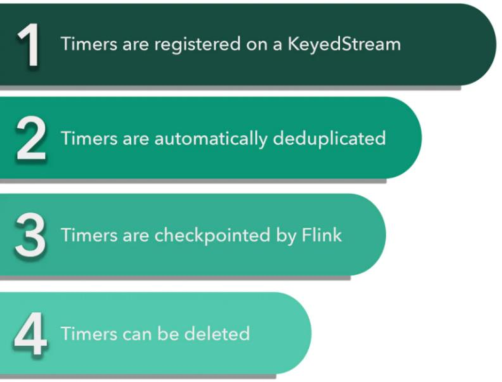 1 Timers are registered on a KeyedStream
2 Timers are automatically deduplicated
3 Timers are checkpointed by Flink
4 Timers can be deleted